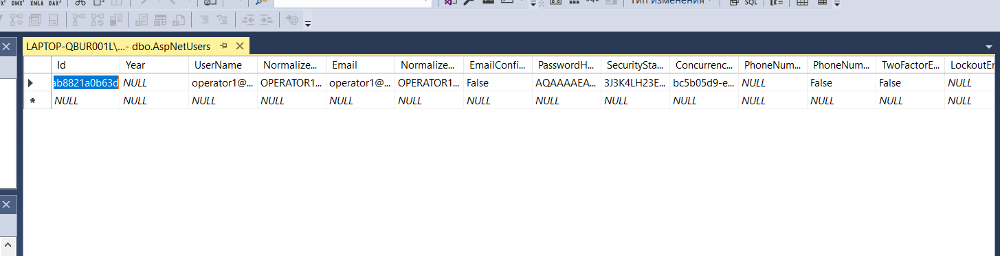 DMX XMLA DAX
Тип изменения
SQL
LAPTOP-QBUR001L\...- dbo.AspNetUsers
Id Year UserName Normalize... Email Normalize... EmailConfi... PasswordH... SecuritySta... Concurrenc... PhoneNum... PhoneNum... TwoFactorE... LockoutEn
ab8821a0b63d NULL operator1@... OPERATOR1... operator1@... OPERATOR1... False AQAAAAEA... 3J3K4LH23E... bc5b05d9-e... NULL False False NULL
NULL NULL NULL NULL NULL NULL NULL NULL NULL NULL NULL NULL NULL NULL